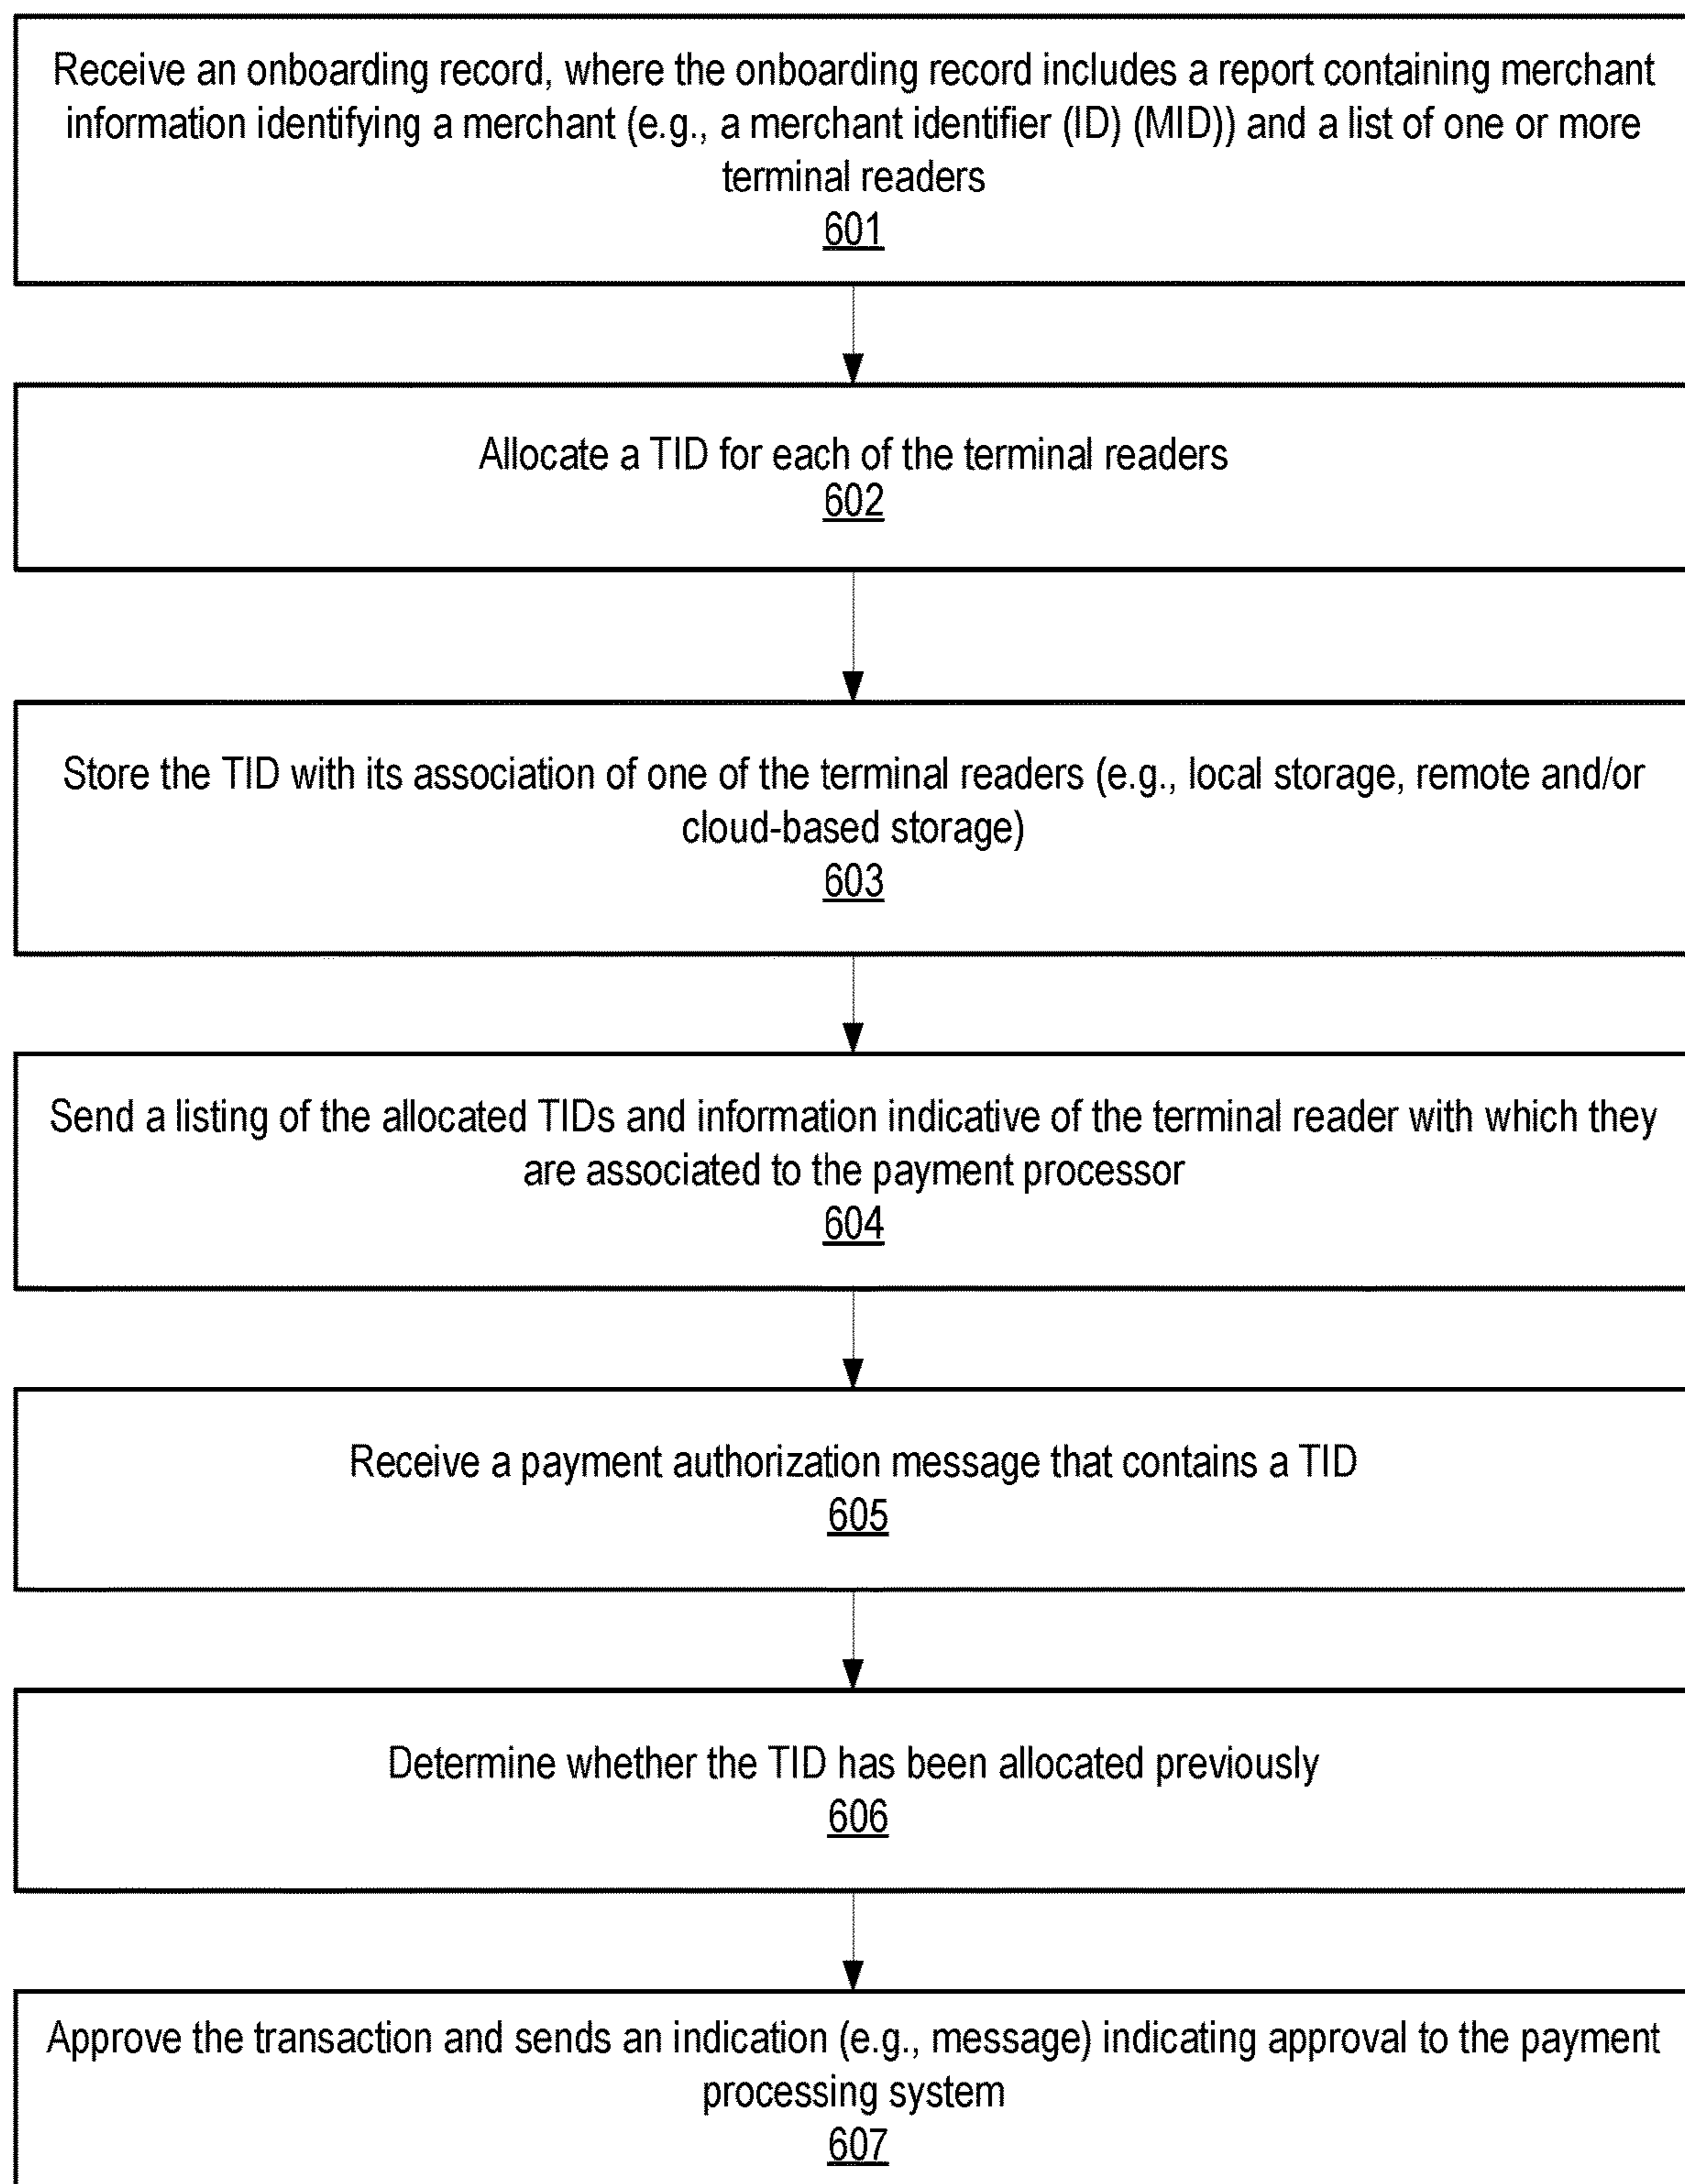 Receive an onboarding record, where the onboarding record includes a report containing merchant
information identifying a merchant (e.g., a merchant identifier (ID) (MID)) and a list of one or more
terminal readers
601
Allocate a TID for each of the terminal readers
602
Store the TID with its association of one of the terminal readers (e.g., local storage, remote and/or
cloud-based storage)
603
Send a listing of the allocated TIDs and information indicative of the terminal reader with which they
are associated to the payment processor
604
Receive a payment authorization message that contains a TID
605
Determine whether the TID has been allocated previously
606
Approve the transaction and sends an indication (e.g., message) indicating approval to the payment
processing system
607